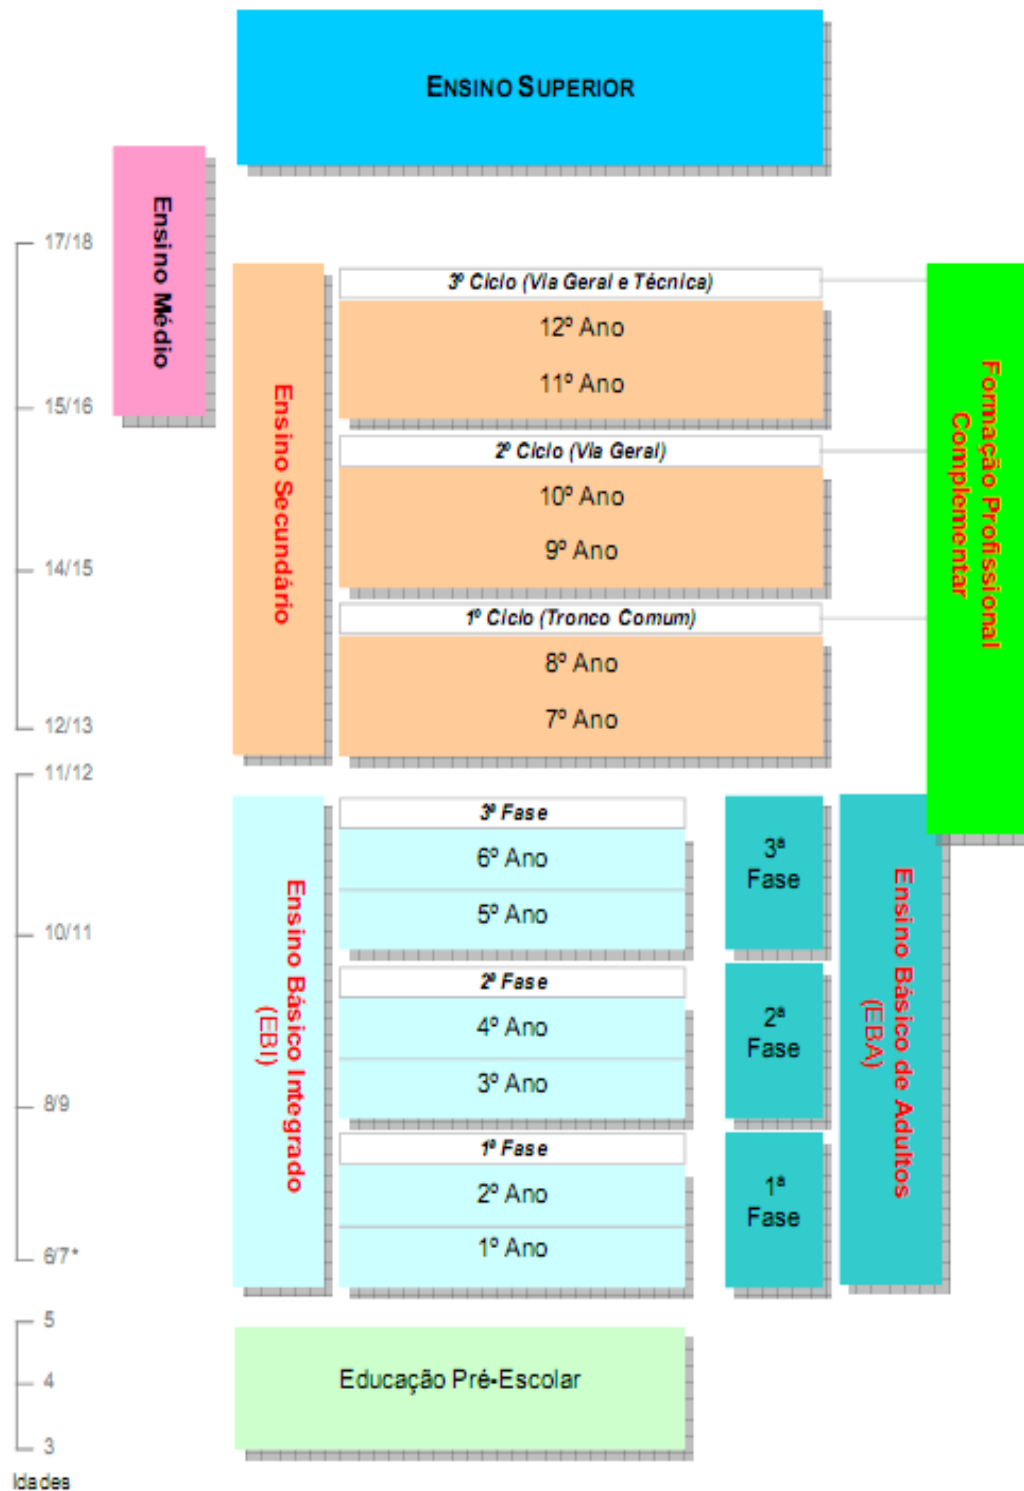 ENSINO SUPERIOR
Ensino Médio
17/18
15/16
14/15
12/13
Ensino Secundário
3º Ciclo (Via Geral e Técnica)
12º Ano
11º Ano
2º Ciclo (Via Geral)
10º Ano
9º Ano
1º Ciclo (Tronco Comum)
8º Ano
7º Ano
Formação Profissional
Complementar
11/12
10/11
8/9
6/7*
Ensino Básico Integrado
(EBI)
3ª Fase
6º Ano
5º Ano
2ª Fase
4º Ano
3º Ano
1ª Fase
2º Ano
1º Ano
3ª
Fase
2ª
Fase
1ª
Fase
Ensino Básico de Adultos
(EBA)
5
4
3
Educação Pré-Escolar
Idades